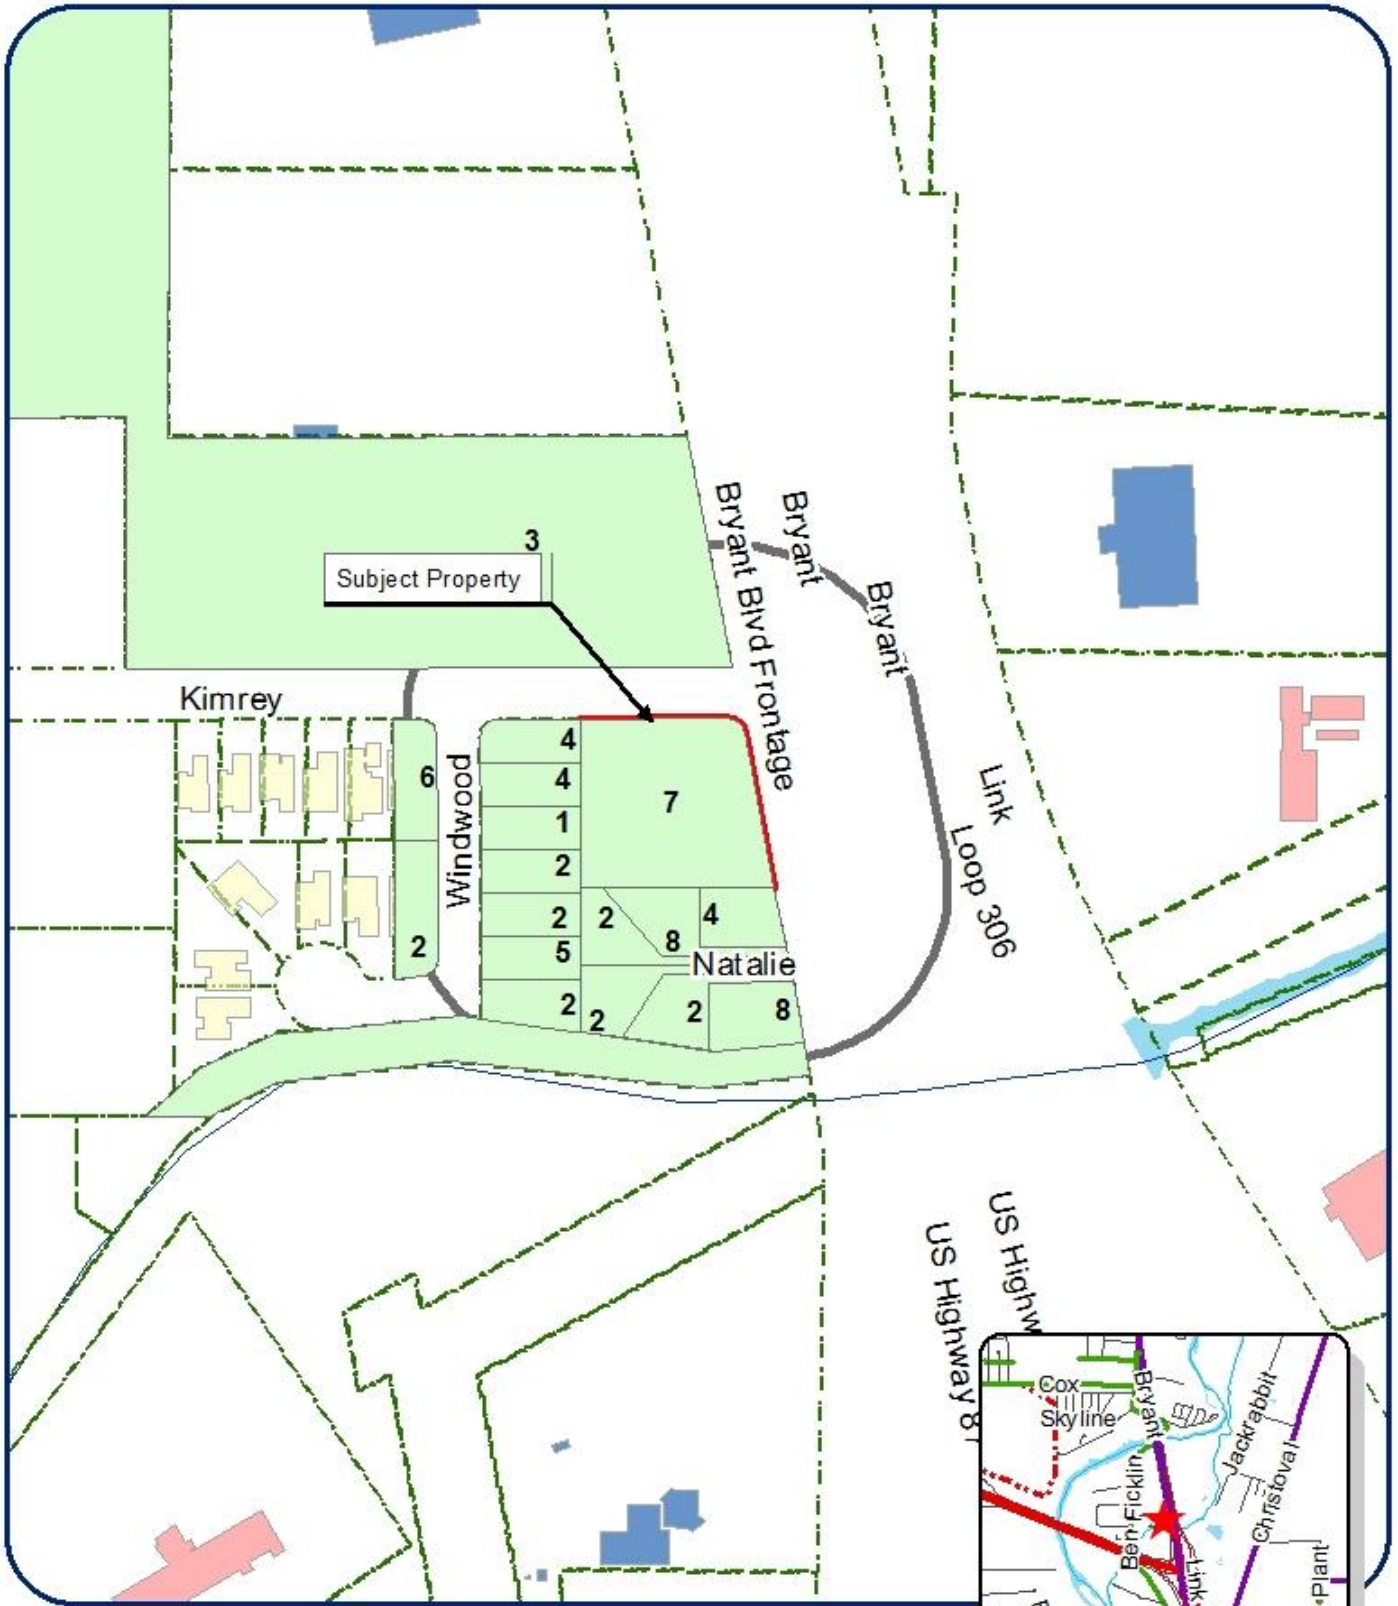 Bryant
Bryant
Bryant Blvd Frontage
3
Subject Property
Kimrey
Link
Loop 306
Windwood
6
4
4
7
1
2
2
2
4
5
8
2
Natalie
2
2
2
8
US Highw
US Highway 87
Cox
Skyline
Bryant
Jackrabbit
Ben Ficklin
Christoval
Link
Plant